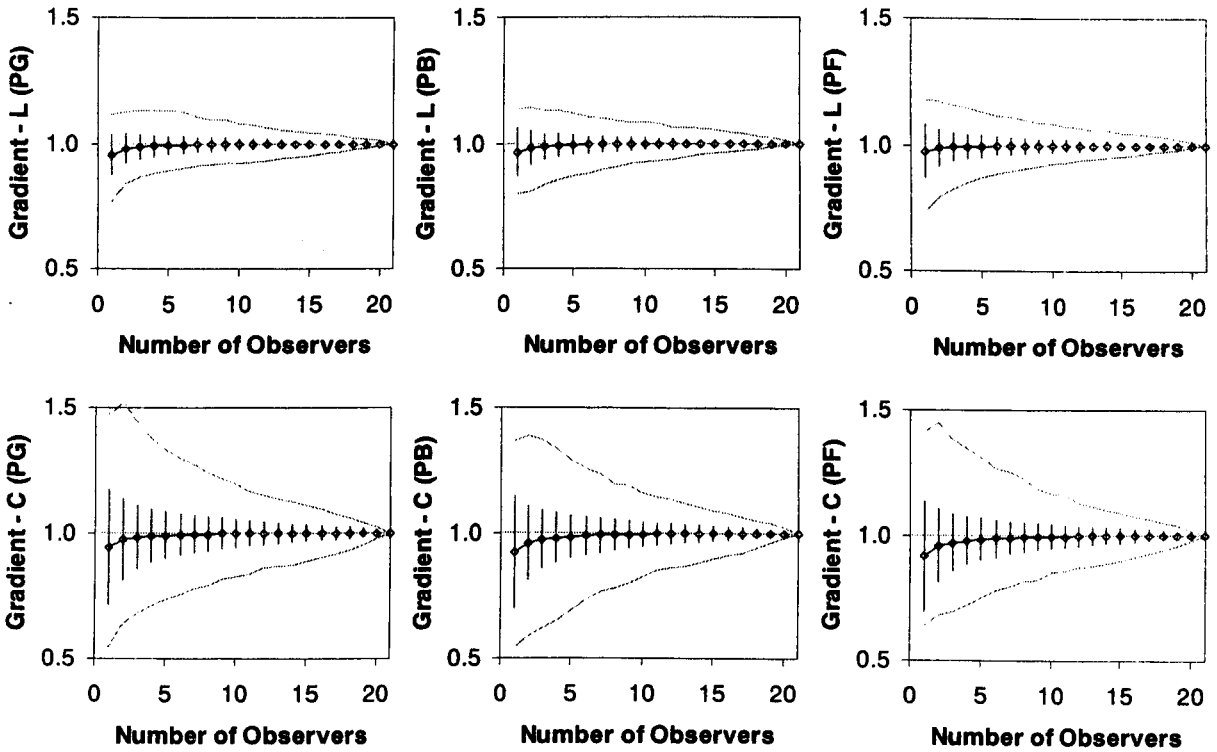 Gradient - L (PG)
1.5
1.0
0.5
0 5 10 15 20
Number of Observers
Gradient - L (PB)
1.5
1.0
0.5
0 5 10 15 20
Number of Observers
Gradient - L (PF)
1.5
1.0
0.5
0 5 10 15 20
Number of Observers
Gradient - C (PG)
1.5
1.0
0.5
0 5 10 15 20
Number of Observers
Gradient - C (PB)
1.5
1.0
0.5
0 5 10 15 20
Number of Observers
Gradient - C (PF)
1.5
1.0
0.5
0 5 10 15 20
Number of Observers